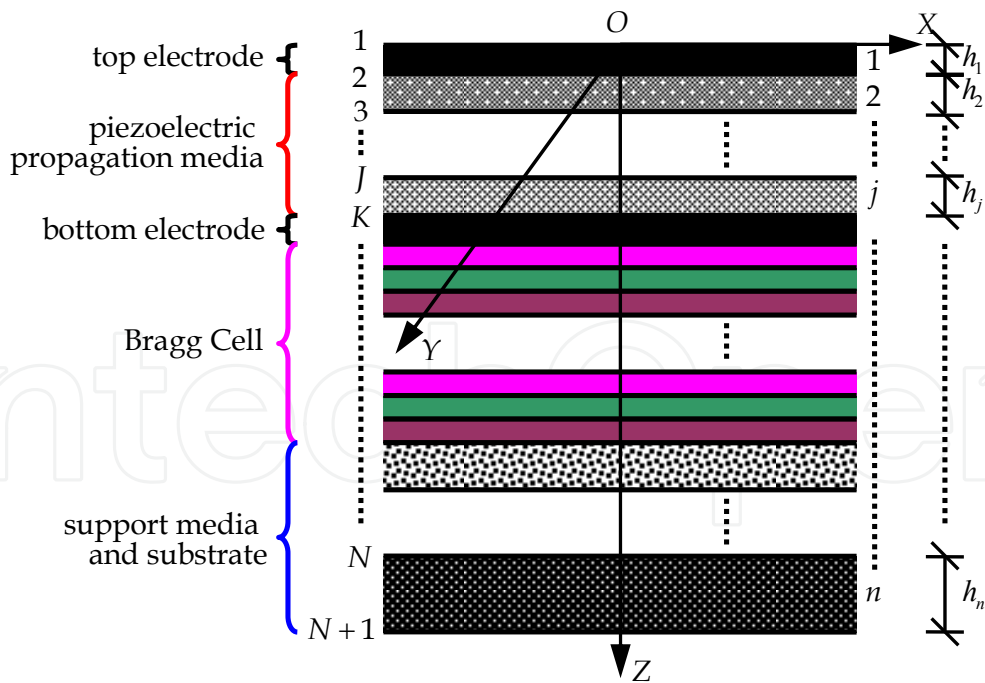 O
X
top electrode
1
1
h1
2
2
h2
3
piezoelectric
propagation media
J
j
hj
K
bottom electrode
Bragg Cell
Y
support media
and substrate
N
n
hn
N+1
Z